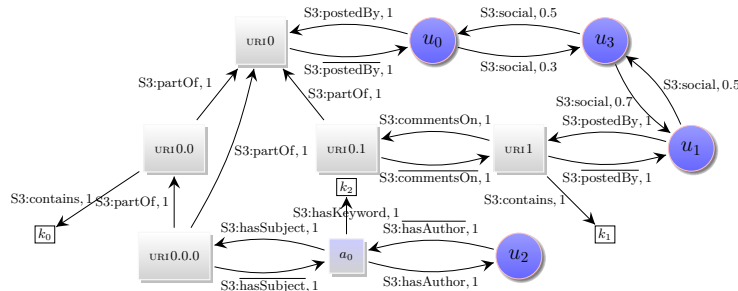 S3:postedBy, 1
S3:social, 0.5
URI0
u0
u3
S3:postedBy, 1
S3:social, 0.3
S3:partOf, 1
S3:partOf, 1
S3:social, 0.5
S3:social, 0.7
S3:commentsOn, 1
S3:postedBy, 1
URI0.0
S3:partOf, 1
URI0.1
URI1
u1
S3:commentsOn, 1
S3:postedBy, 1
k2
S3:contains, 1
S3:partOf, 1
S3:contains, 1
S3:hasKeyword, 1
k0
S3:hasSubject, 1
S3:hasAuthor, 1
k1
URI0.0.0
a0
u2
S3:hasSubject, 1
S3:hasAuthor, 1